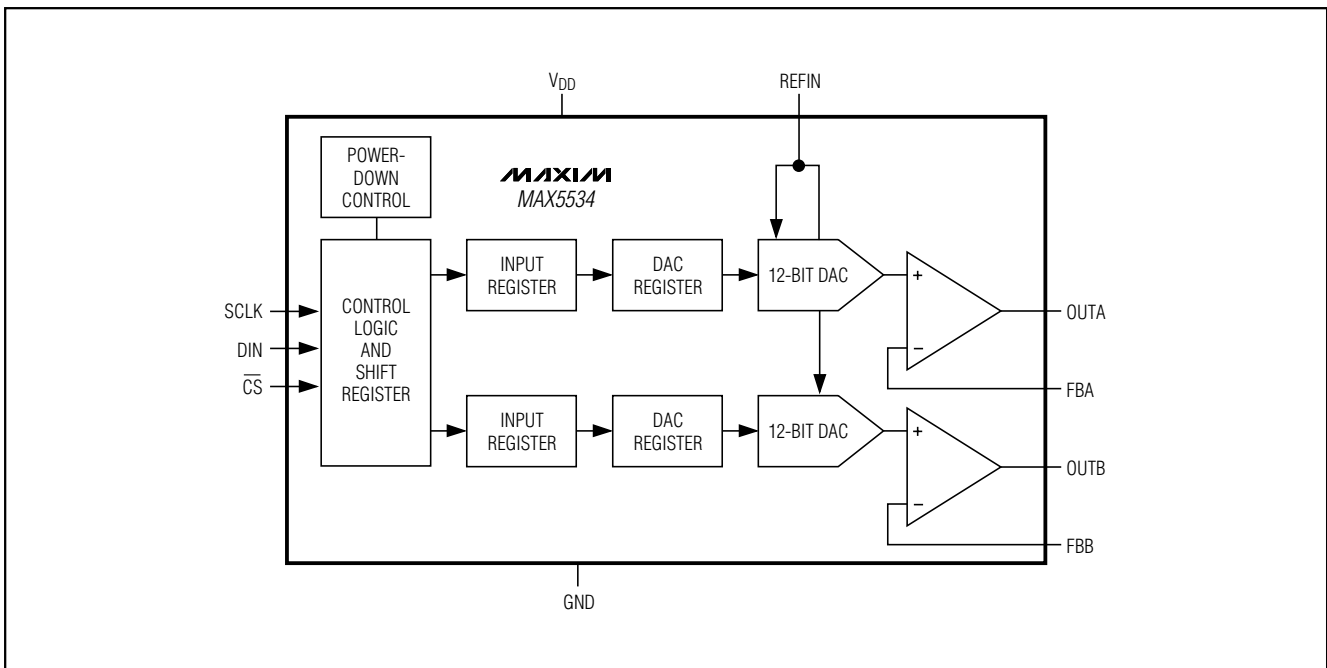 VDD
REFIN
POWER-
DOWN
CONTROL
MAXIM
MAX5534
SCLK
DIN
CS
CONTROL
LOGIC
AND
SHIFT
REGISTER
INPUT
REGISTER
DAC
REGISTER
12-BIT DAC
+
−
OUTA
FBA
INPUT
REGISTER
DAC
REGISTER
12-BIT DAC
+
−
OUTB
FBB
GND